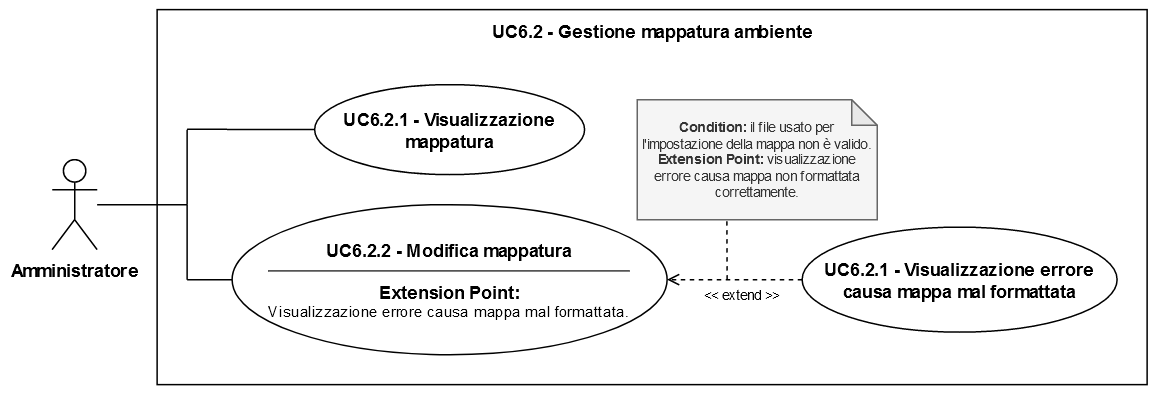 UC6.2 - Gestione mappatura ambiente
UC6.2.1 - Visualizzazione
mappatura
Condition: il file usato per
l'impostazione della mappa non è valido.
Extension Point: visualizzazione
errore causa mappa non formattata
correttamente.
Amministratore
UC6.2.2 - Modifica mappatura
Extension Point:
Visualizzazione errore causa mappa mal formattata.
<< extend >>
UC6.2.1 - Visualizzazione errore
causa mappa mal formattata